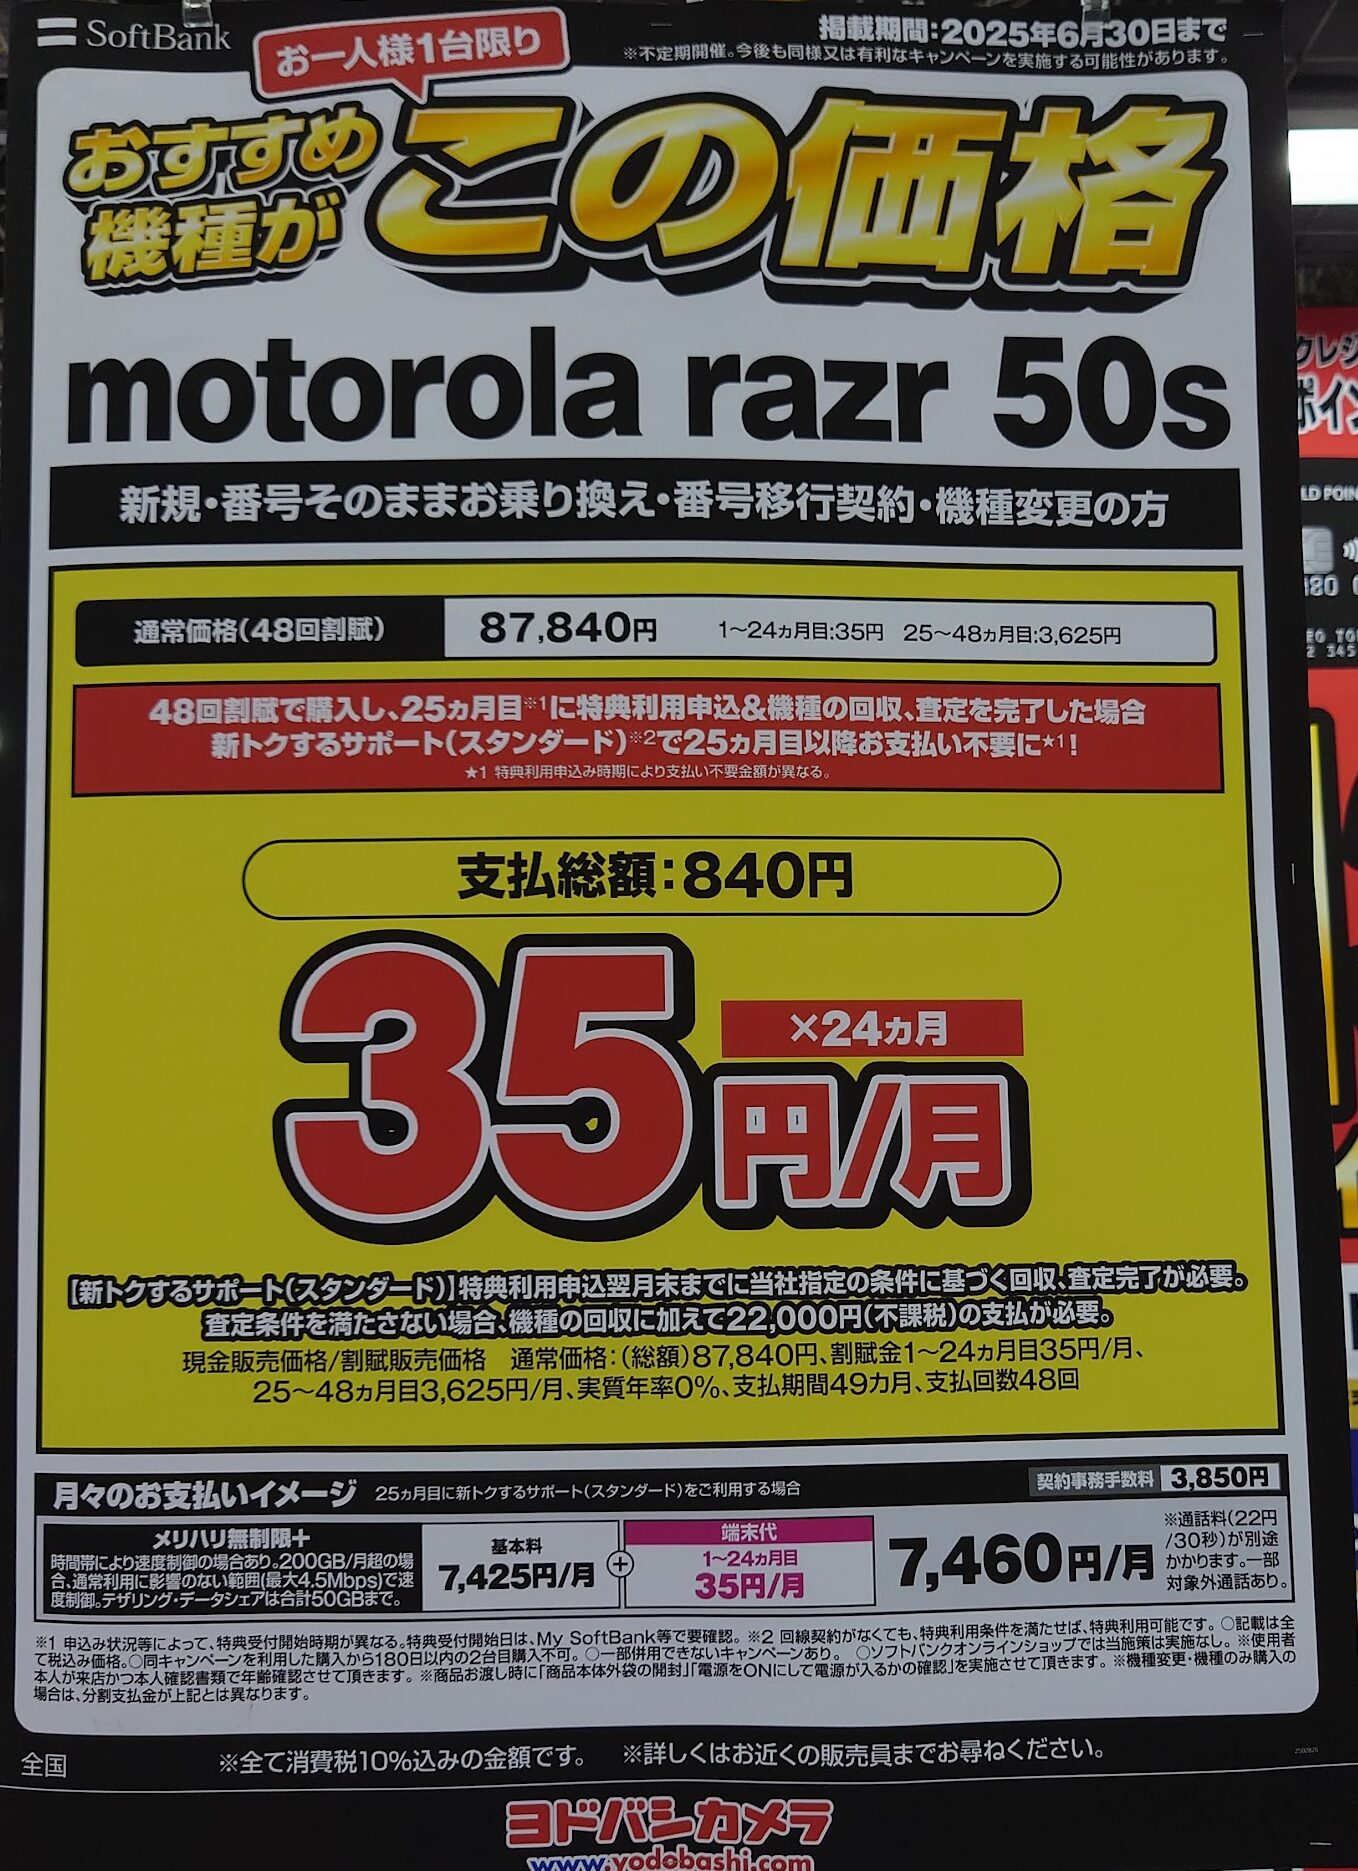 SoftBank
お一人様1台限り
掲載期間:2025年6月30日まで
※不定期開催。今後も同様又は有利なキャンペーンを実施する可能性があります。
おすすめ
機種が
この価格
motorola razr 50s
新規・番号そのままお乗り換え・番号移行契約・機種変更の方
通常価格(48回割賦) 87,840円 1〜24ヵ月目:35円 25〜48ヵ月目:3,625円
48回割賦で購入し、25ヵ月目※1に特典利用申込&機種の回収、査定を完了した場合
新トクするサポート(スタンダード)※2で25ヵ月目以降お支払い不要に★1!
★1 特典利用申込み時期により支払い不要金額が異なる。
支払総額:840円
35円/月
×24ヵ月
【新トクするサポート(スタンダード)】特典利用申込翌月末までに当社指定の条件に基づく回収、査定完了が必要。
査定条件を満たさない場合、機種の回収に加えて22,000円(不課税)の支払が必要。
現金販売価格/割賦販売価格 通常価格:(総額)87,840円、割賦金1〜24ヵ月目35円/月、
25〜48ヵ月目3,625円/月、実質年率0%、支払期間49カ月、支払回数48回
月々のお支払いイメージ 25ヵ月目に新トクするサポート(スタンダード)をご利用する場合
契約事務手数料 3,850円
メリハリ無制限+
時間帯により速度制御の場合あり。200GB/月超の場
合、通常利用に影響のない範囲(最大4.5Mbps)で速
度制御。テザリング・データシェアは合計50GBまで。
基本料
7,425円/月
+
端末代
1〜24ヵ月目
35円/月
7,460円/月
※通話料(22円
/30秒)が別途
かかります。一部
対象外通話あり。
※1 申込み状況等によって、特典受付開始時期が異なる。特典受付開始日は、My SoftBank等で要確認。※2 回線契約がなくても、特典利用条件を満たせば、特典利用可能です。○記載は全
て税込み価格。○同キャンペーンを利用した購入から180日以内の2台目購入不可。○一部併用できないキャンペーンあり。 ○ソフトバンクオンラインショップでは当施策は実施なし。※使用者
本人が来店かつ本人確認書類で年齢確認させて頂きます。※商品お渡し時に「商品本体外袋の開封」「電源をONにして電源が入るかの確認」を実施させて頂きます。※機種変更・機種のみ購入の
場合は、分割支払金が上記とは異なります。
全国 ※全て消費税10%込みの金額です。 ※詳しくはお近くの販売員までお尋ねください。
ヨドバシカメラ
www.yodobashi.com